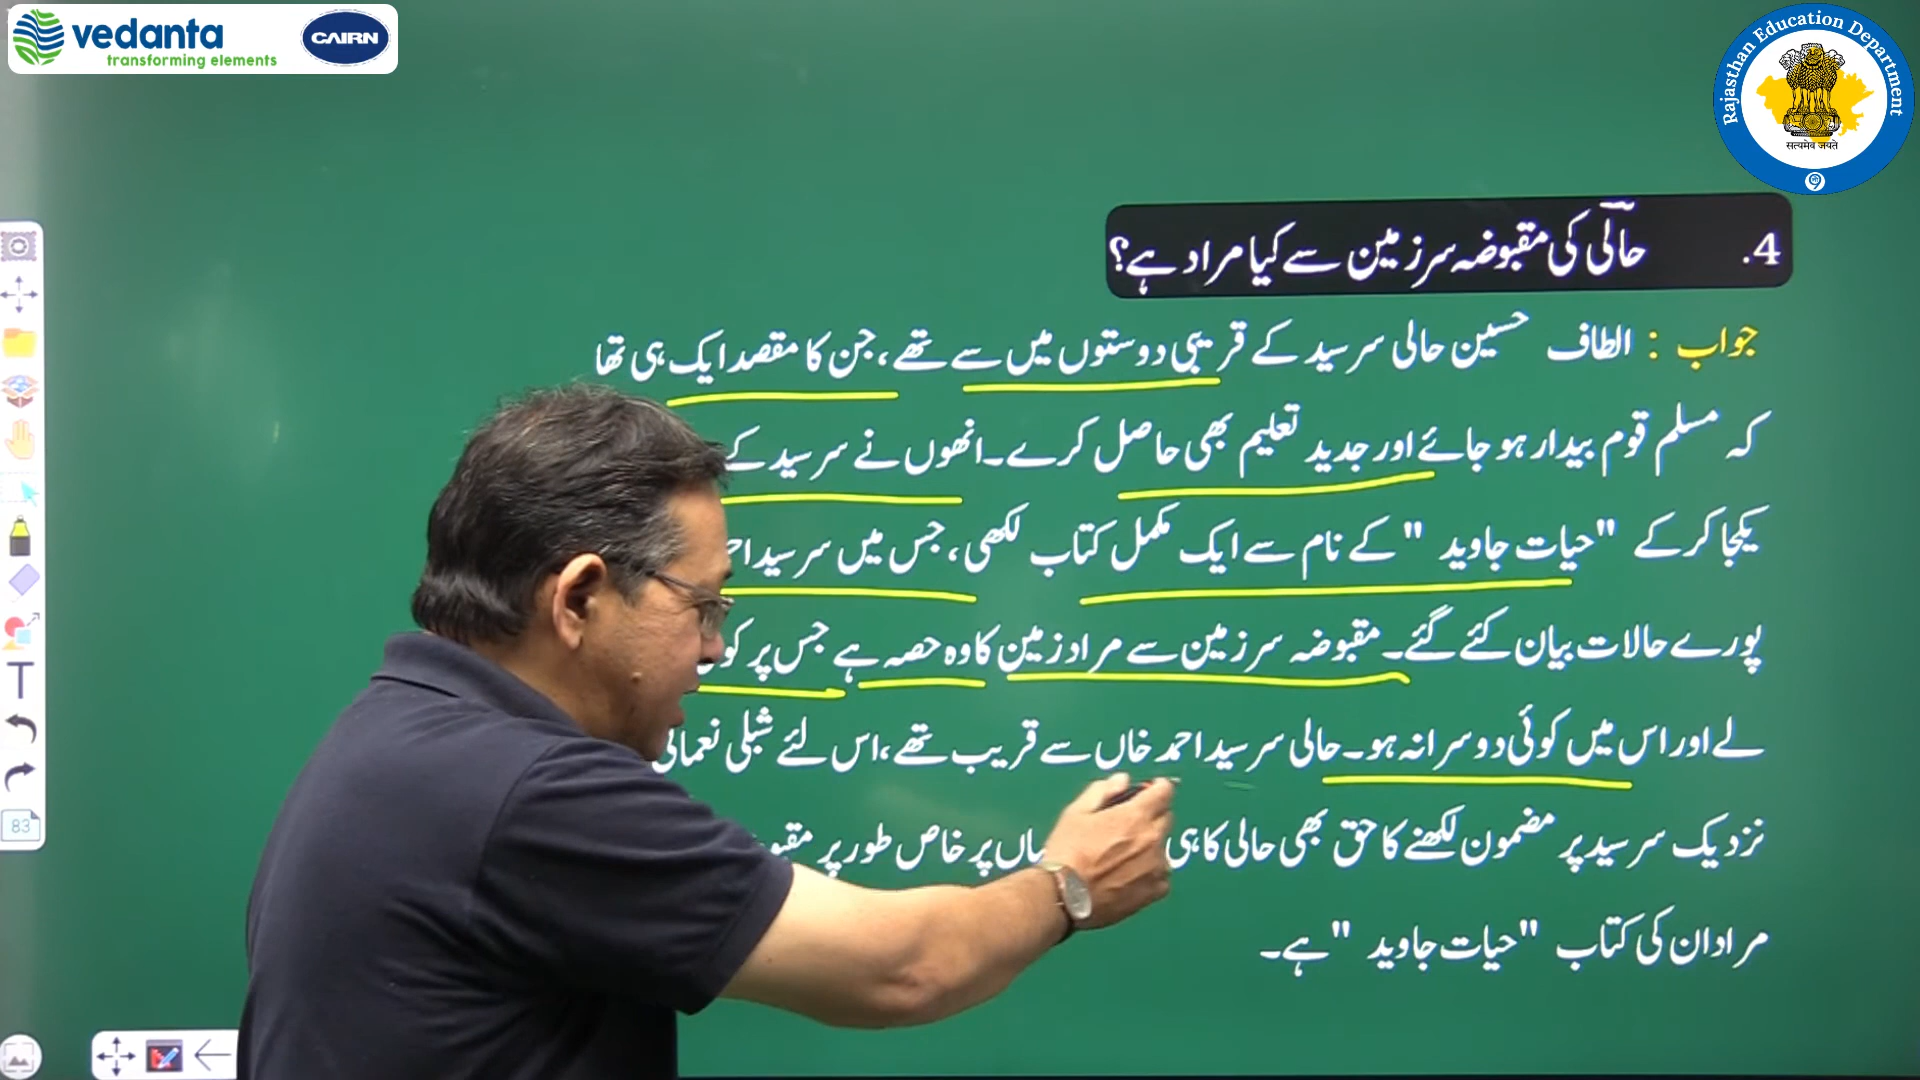 vedanta
transforming elements
CAIRN
Rajasthan Education Department
सत्यमेव जयते
4. حالی کی مقبوضہ سرزمین سے کیا مراد ہے؟
جواب : الطاف حسین حالی سرسید کے قریبی دوستوں میں سے تھے، جن کا مقصد ایک ہی تھا
کہ مسلم قوم بیدار ہو جائے اور جدید تعلیم بھی حاصل کرے۔ انھوں نے سرسید کے
یکجا کر کے "حیات جاوید" کے نام سے ایک مکمل کتاب لکھی، جس میں سرسید
پورے حالات بیان کئے گئے۔ مقبوضہ سرزمین سے مراد زمین کا وہ حصہ ہے جس پر
لے اور اس میں کوئی دوسرا نہ ہو۔ حالی سرسید احمد خاں سے قریب تھے، اس لئے شبلی نعمانی
نزدیک سرسید پر مضمون لکھنے کا حق بھی حالی کا ہی پر خاص طور پر
مراد ان کی کتاب "حیات جاوید" ہے۔
T
83